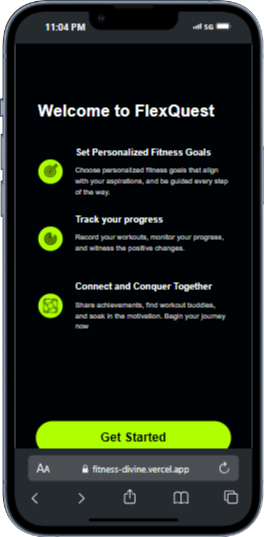 11:04 PM
5G
Welcome to FlexQuest
Set Personalized Fitness Goals
Choose personalized fitness goals that align
with your aspirations, and be guided every step
of the way.
Track your progress
Record your workouts, monitor your progress,
and witness the positive changes.
Connect and Conquer Together
Share achievements, find workout buddies,
and soak in the motivation. Begin your journey
now
Get Started
AA fitness-divine.vercel.app